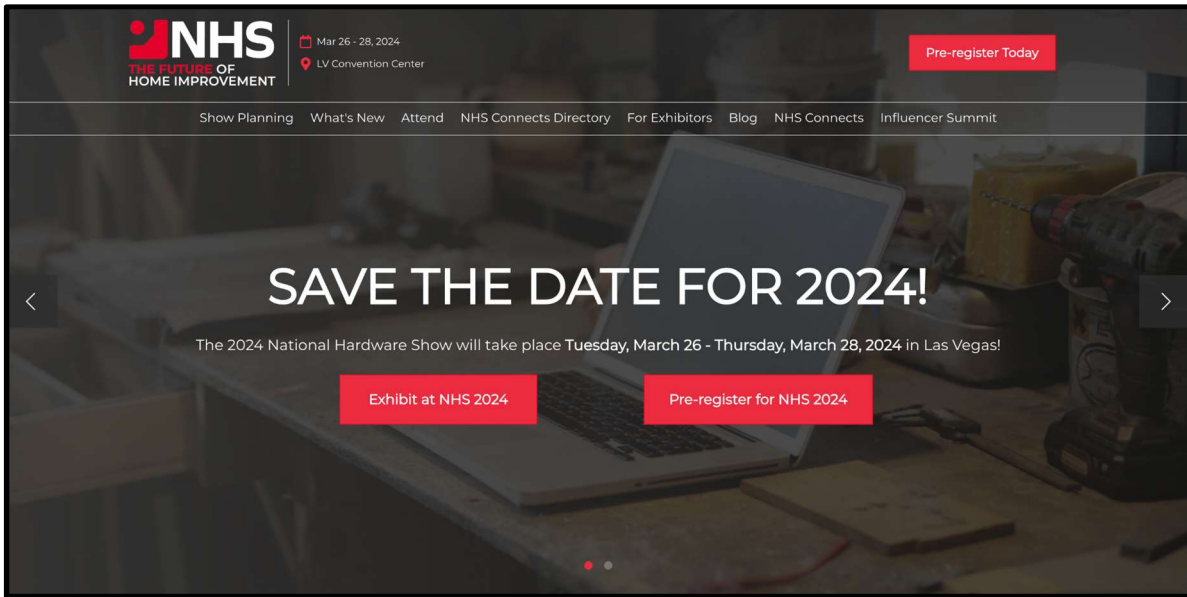 NHS
THE FUTURE OF
HOME IMPROVEMENT
Mar 26 - 28, 2024
LV Convention Center
Pre-register Today
Show Planning What's New Attend NHS Connects Directory For Exhibitors Blog NHS Connects Influencer Summit
SAVE THE DATE FOR 2024!
The 2024 National Hardware Show will take place Tuesday, March 26 - Thursday, March 28, 2024 in Las Vegas!
Exhibit at NHS 2024 Pre-register for NHS 2024